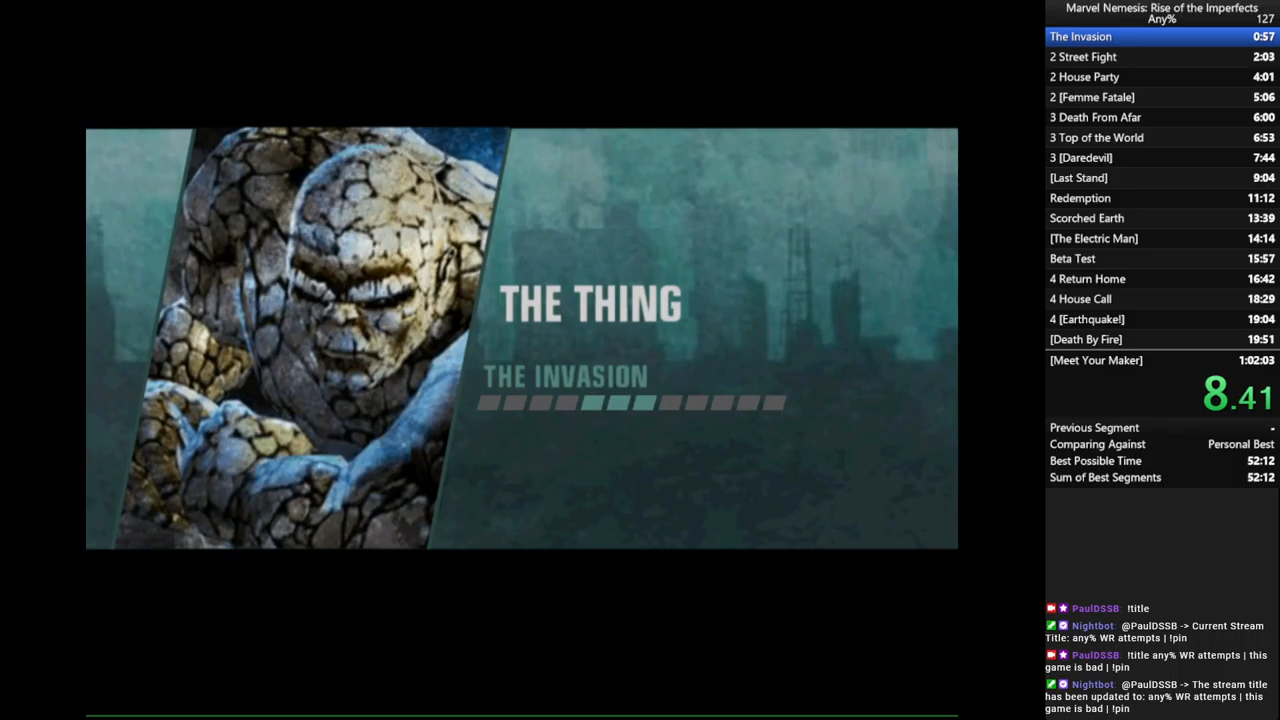 THE THING
THE INVASION
Marvel Nemesis: Rise of the Imperfects
Any% 127
The Invasion 0:57
2 Street Fight 2:03
2 House Party 4:01
2 [Femme Fatale] 5:06
3 Death From Afar 6:00
3 Top of the World 6:53
3 [Daredevil] 7:44
[Last Stand] 9:04
Redemption 11:12
Scorched Earth 13:39
[The Electric Man] 14:14
Beta Test 15:57
4 Return Home 16:42
4 House Call 18:29
4 [Earthquake!] 19:04
[Death By Fire] 19:51
[Meet Your Maker] 1:02:03
8.41
Previous Segment -
Comparing Against Personal Best
Best Possible Time 52:12
Sum of Best Segments 52:12
PaulDSSB: !title
Nightbot: @PaulDSSB -> Current Stream
Title: any% WR attempts | !pin
PaulDSSB: !title any% WR attempts | this
game is bad | !pin
Nightbot: @PaulDSSB -> The stream title
has been updated to: any% WR attempts | this
game is bad | !pin